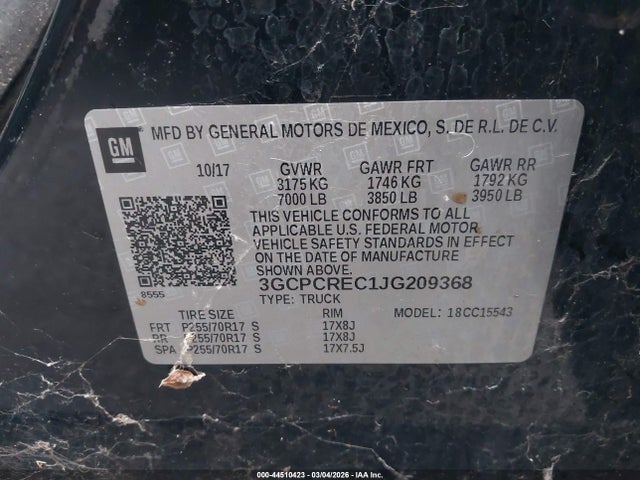 GM
MFD BY GENERAL MOTORS DE MEXICO, S. DE R.L. DE C.V.
10/17 GVWR GAWR FRT GAWR RR
3175 KG 1746 KG 1792 KG
7000 LB 3850 LB 3950 LB
THIS VEHICLE CONFORMS TO ALL
APPLICABLE U.S. FEDERAL MOTOR
VEHICLE SAFETY STANDARDS IN EFFECT
ON THE DATE OF MANUFACTURE
SHOWN ABOVE.
8555 3GCPCREC1JG209368
TYPE: TRUCK
TIRE SIZE RIM MODEL: 18CC15543
FRT P255/70R17 S 17X8J
RR P255/70R17 S 17X8J
SPA P255/70R17 S 17X7.5J
000-44510423 - 03/04/2026 - IAA Inc.